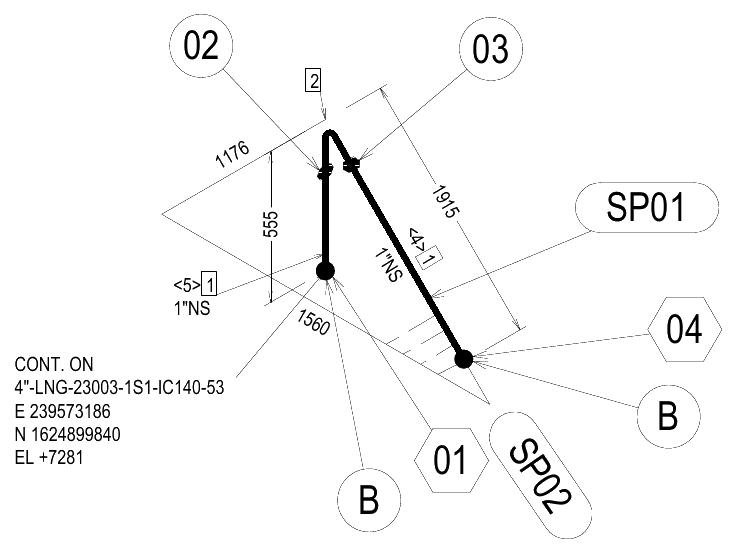 02
03
2
1176
1915
555
SP01
<4>1
1"NS
<5>1
1"NS
1560
04
CONT. ON
4"-LNG-23003-1S1-IC140-53
E 239573186
N 1624899840
EL +7281
B
01
SP02
B